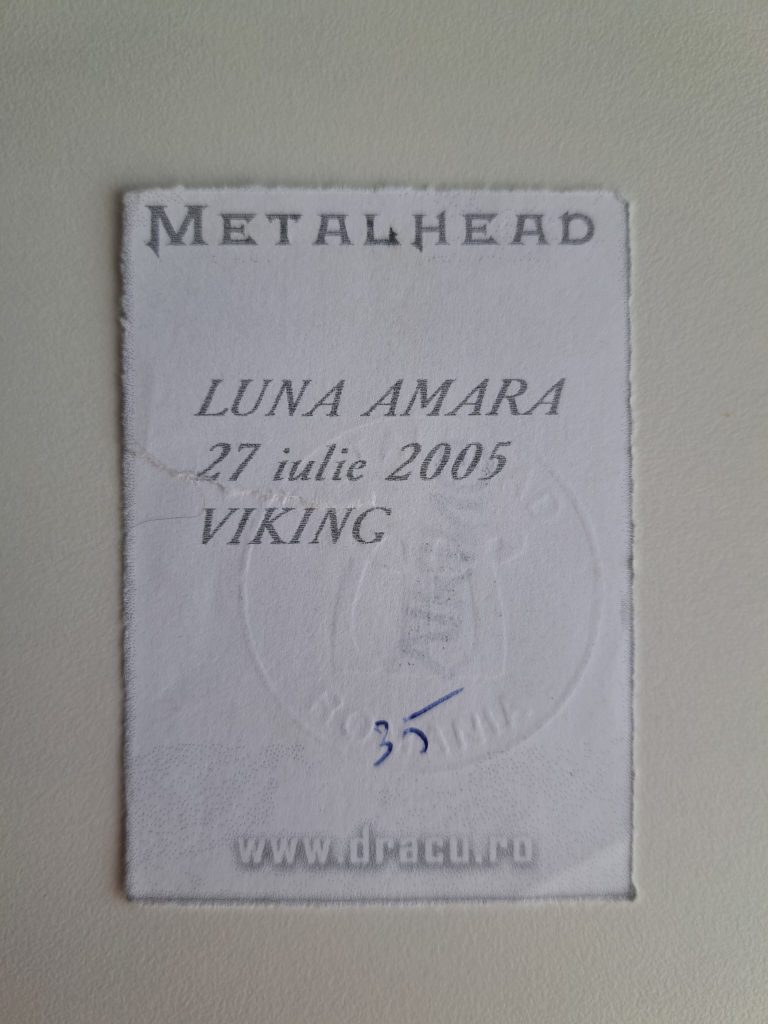 METALHEAD
LUNA AMARA
27 iulie 2005
VIKING
35
www.dracu.ro